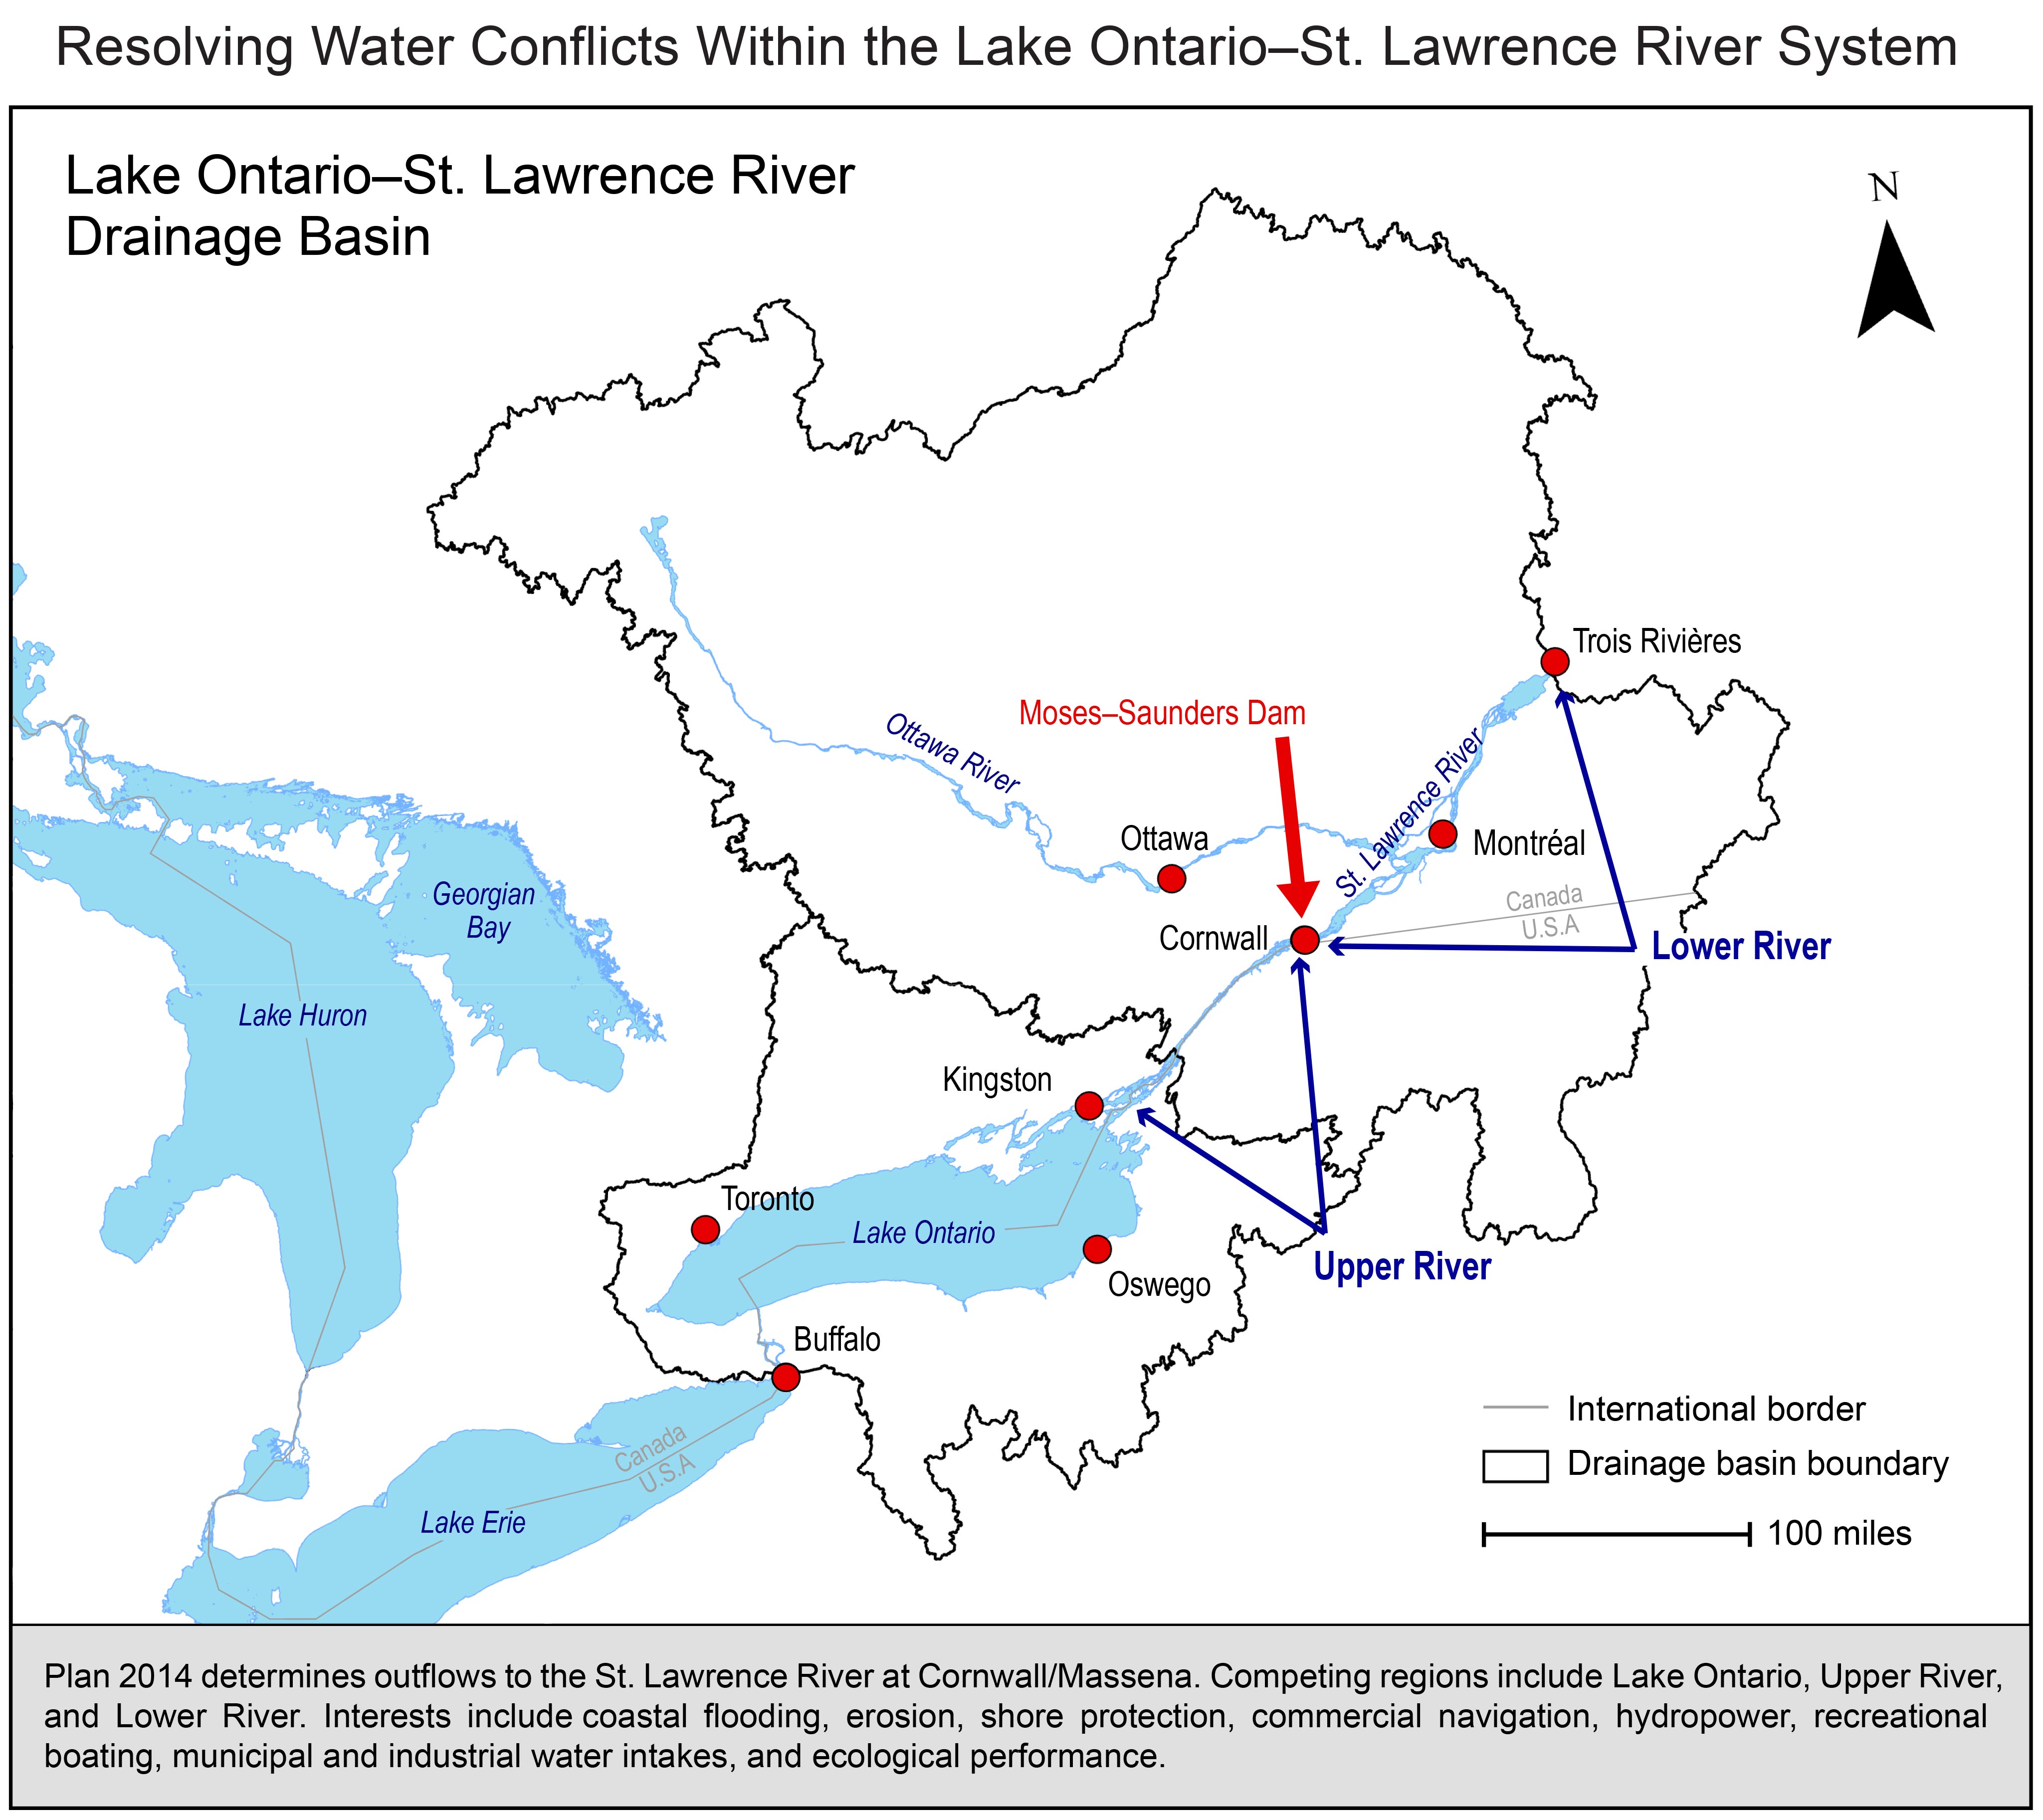 Resolving Water Conflicts Within the Lake Ontario–St. Lawrence River System
Lake Ontario–St. Lawrence River
Drainage Basin
N
Trois Rivières
Moses–Saunders Dam
Ottawa River
St. Lawrence River
Ottawa
Montréal
Georgian
Bay
Canada
U.S.A
Cornwall
Lower River
Lake Huron
Kingston
Toronto
Lake Ontario
Upper River
Oswego
Buffalo
Canada
U.S.A
Lake Erie
International border
Drainage basin boundary
100 miles
Plan 2014 determines outflows to the St. Lawrence River at Cornwall/Massena. Competing regions include Lake Ontario, Upper River,
and Lower River. Interests include coastal flooding, erosion, shore protection, commercial navigation, hydropower, recreational
boating, municipal and industrial water intakes, and ecological performance.